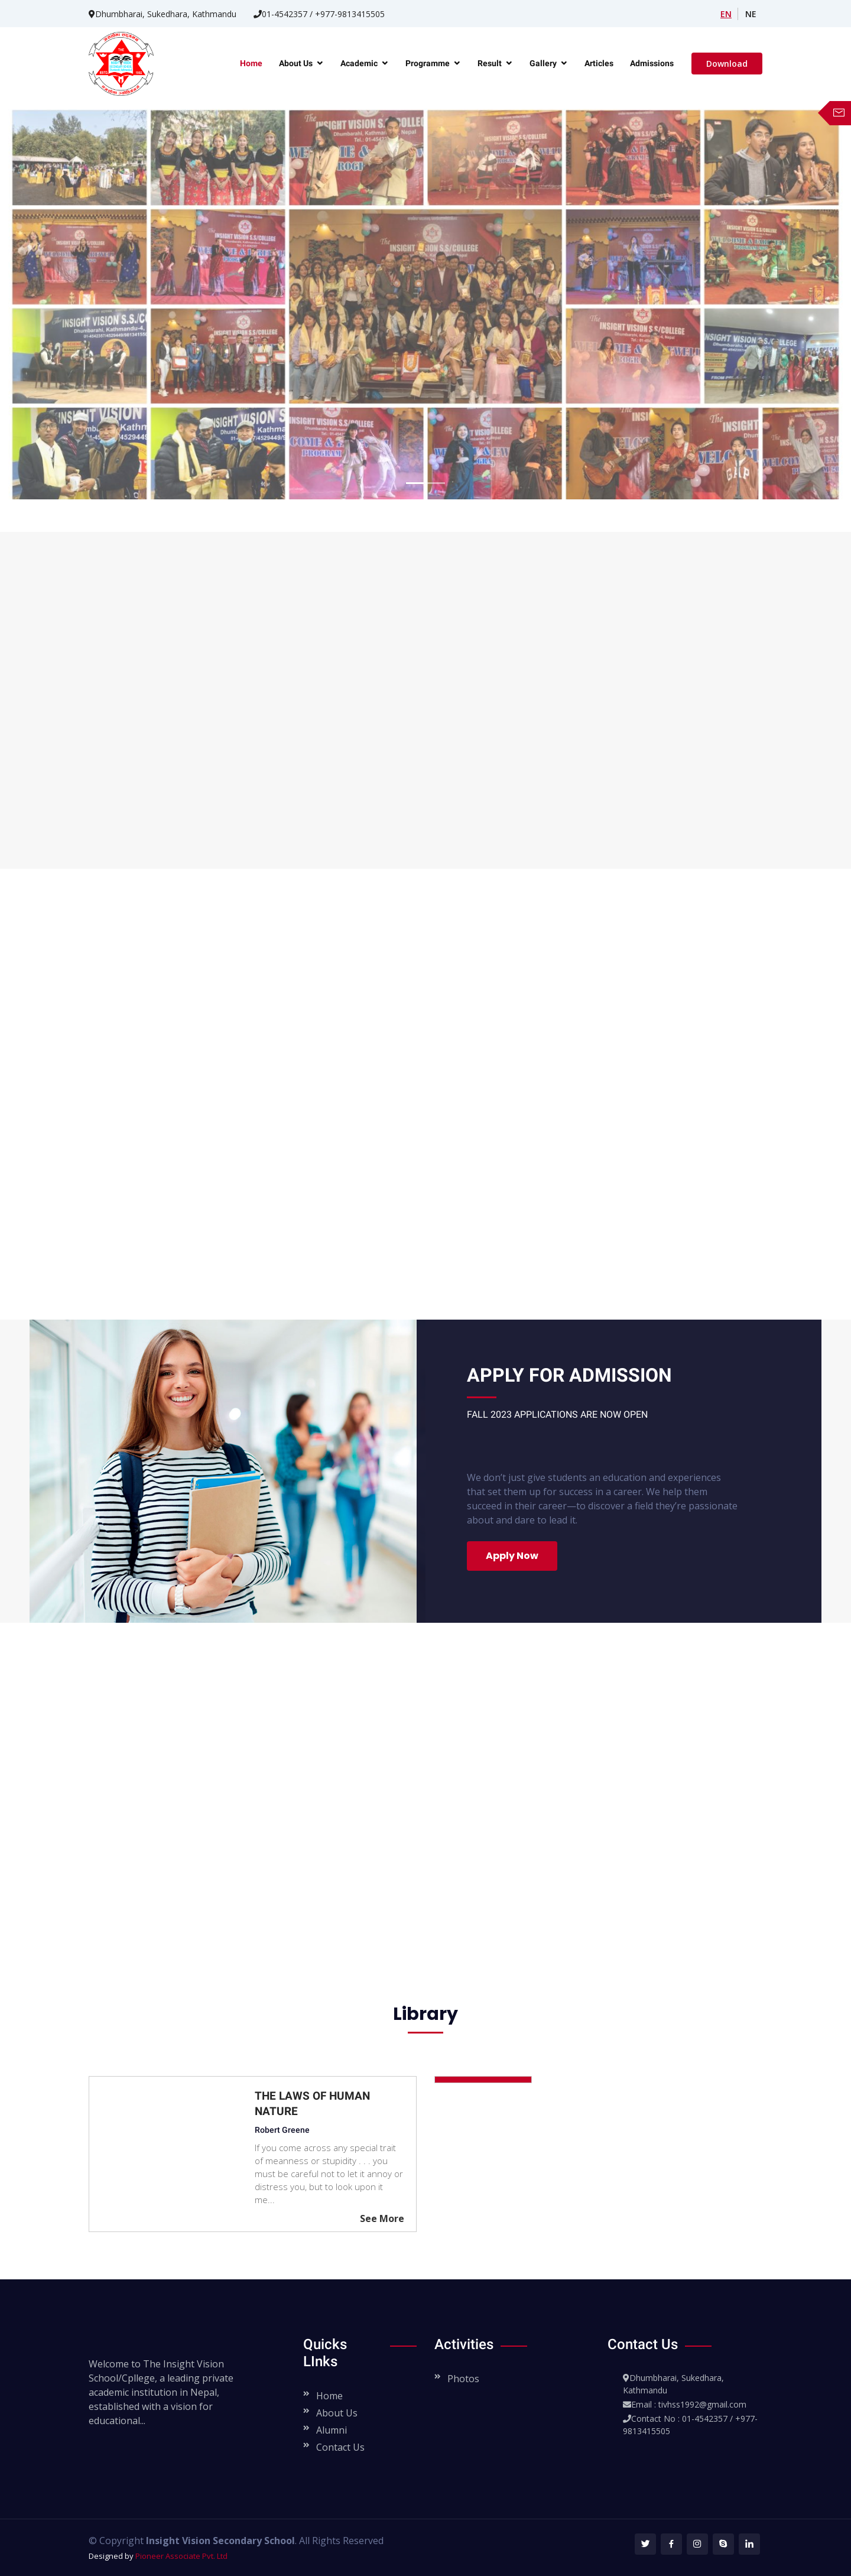 Dhumbharai, Sukedhara, Kathmandu 01-4542357 / +977-9813415505 EN NE
Home About Us Academic Programme Result Gallery Articles Admissions Download
APPLY FOR ADMISSION
FALL 2023 APPLICATIONS ARE NOW OPEN
We don't just give students an education and experiences
that set them up for success in a career. We help them
succeed in their career—to discover a field they're passionate
about and dare to lead it.
Apply Now
Library
THE LAWS OF HUMAN
NATURE
Robert Greene
If you come across any special trait
of meanness or stupidity . . . you
must be careful not to let it annoy or
distress you, but to look upon it
me...
See More
Welcome to The Insight Vision
School/Cpllege, a leading private
academic institution in Nepal,
established with a vision for
educational...
Quicks
LInks
Home
About Us
Alumni
Contact Us
Activities
Photos
Contact Us
Dhumbharai, Sukedhara,
Kathmandu
Email : tivhss1992@gmail.com
Contact No : 01-4542357 / +977-
9813415505
© Copyright Insight Vision Secondary School. All Rights Reserved
Designed by Pioneer Associate Pvt. Ltd